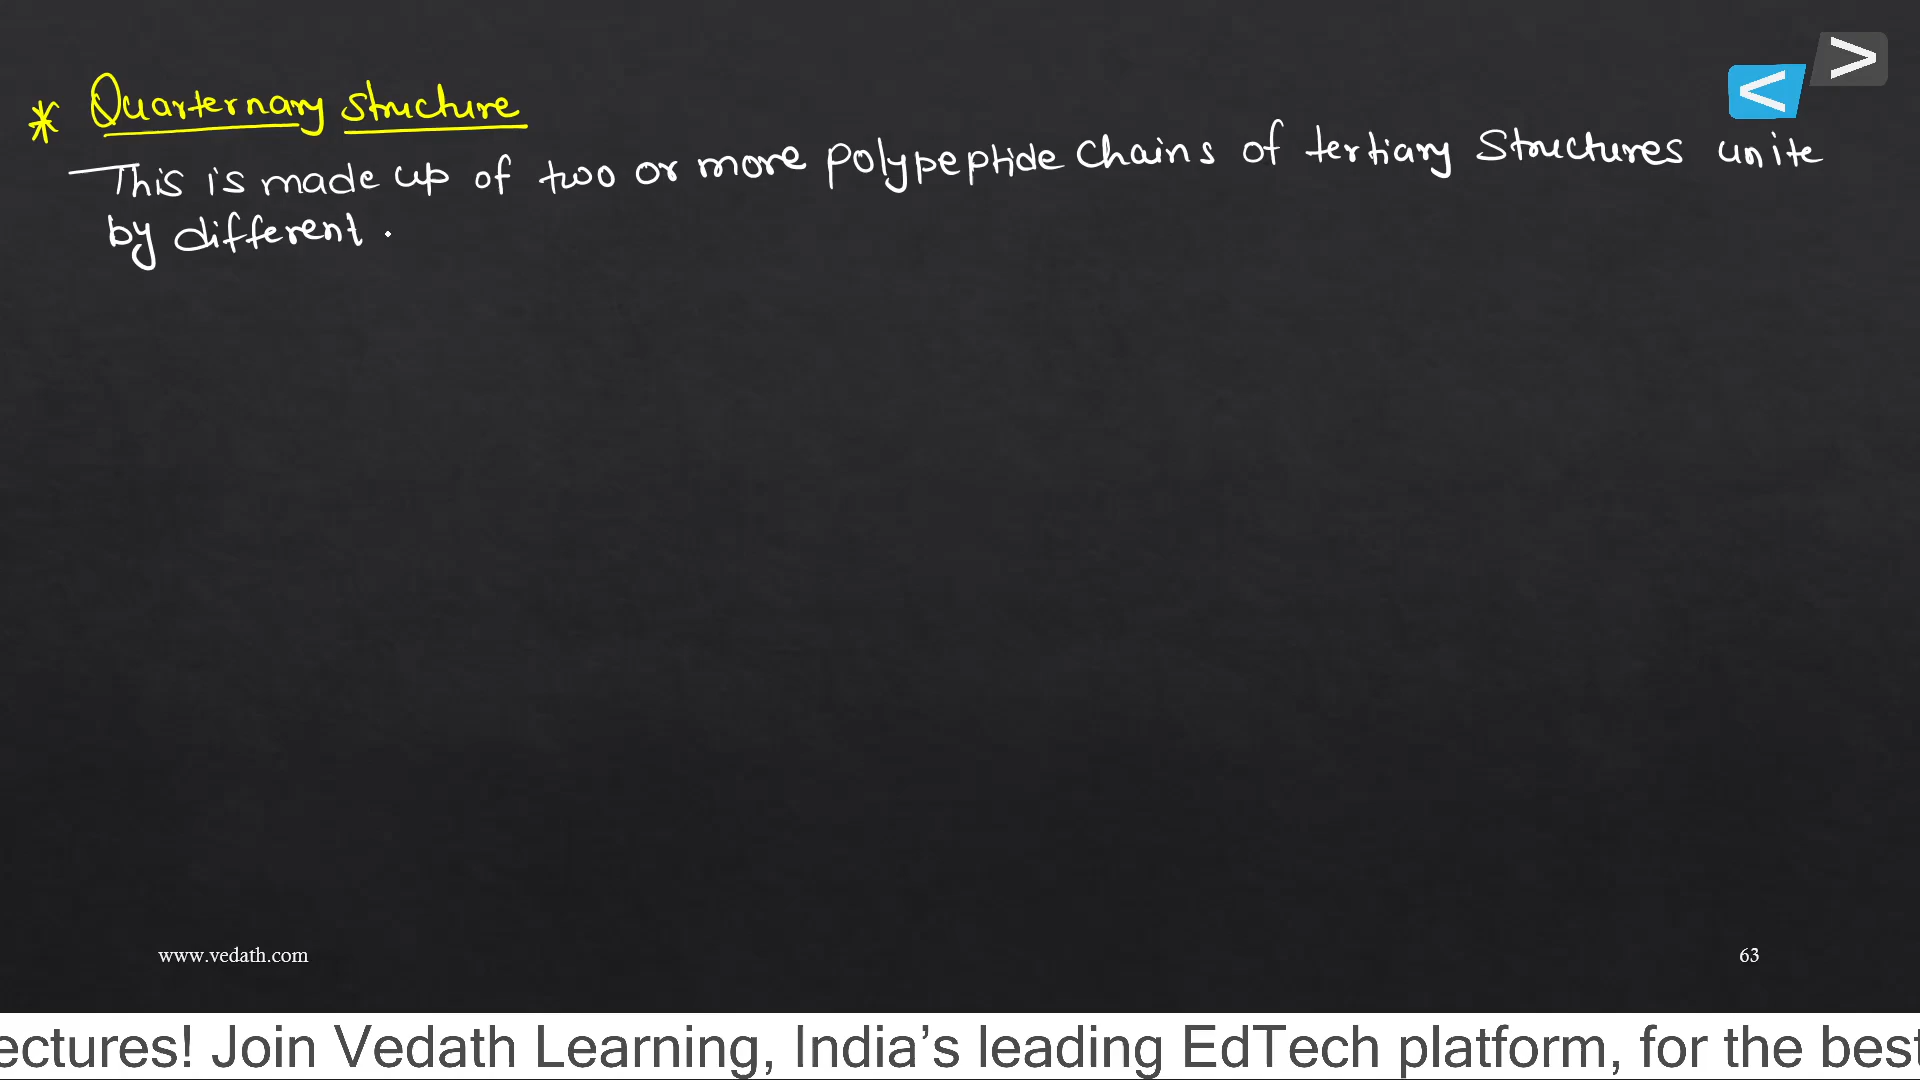 * Quarternary structure
This is made up of two or more polypeptide chains of tertiary structures unite
by different .
www.vedath.com
63
ectures! Join Vedath Learning, India’s leading EdTech platform, for the best